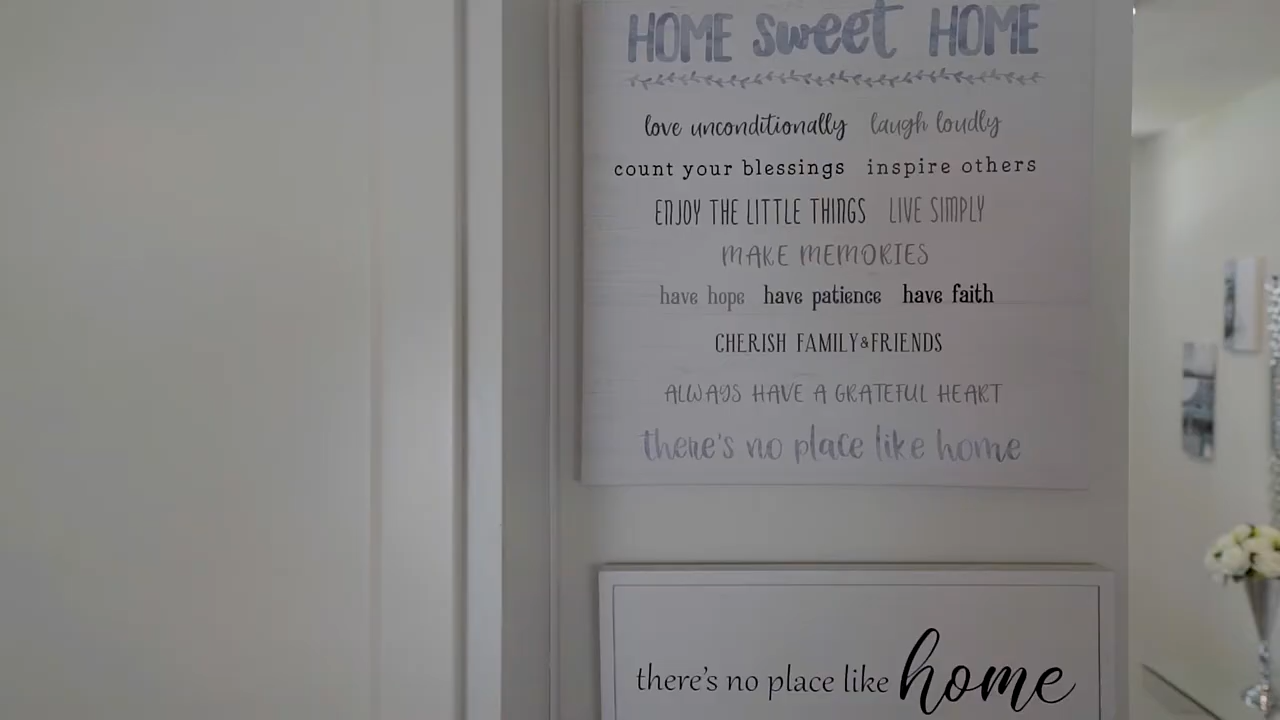 HOME sweet HOME
love unconditionally laugh loudly
count your blessings inspire others
ENJOY THE LITTLE THINGS LIVE SIMPLY
MAKE MEMORIES
have hope have patience have faith
CHERISH FAMILY&FRIENDS
ALWAYS HAVE A GRATEFUL HEART
there's no place like home
there's no place like home